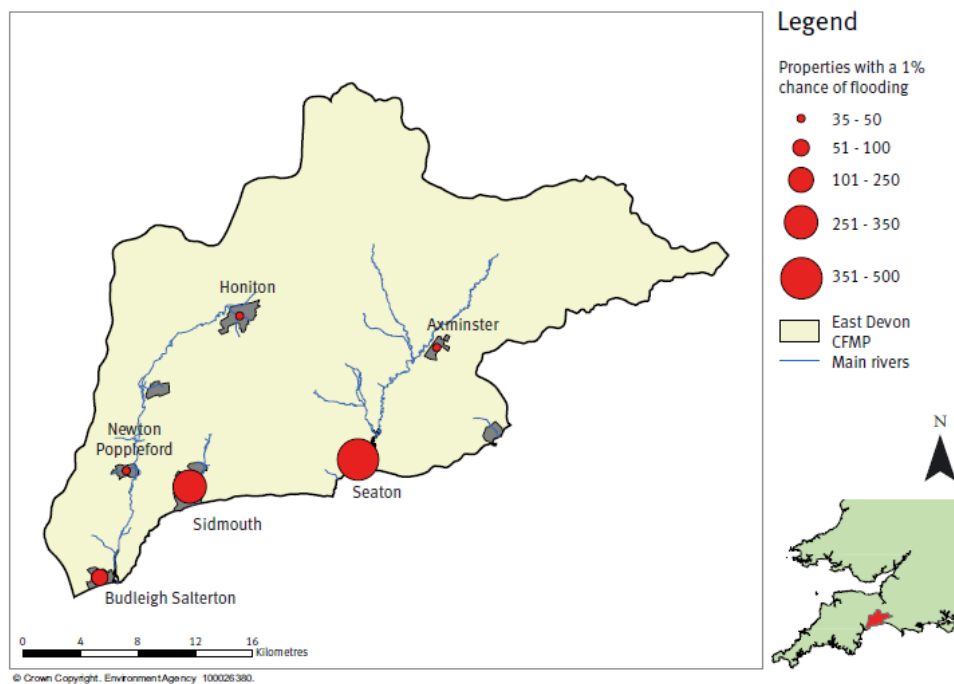 Legend
Properties with a 1%
chance of flooding
35 - 50
51 - 100
101 - 250
251 - 350
351 - 500
East Devon
CFMP
Main rivers
Honiton
Axminster
Newton
Poppleford
Seaton
Sidmouth
Budleigh Salterton
N
0 4 8 12 16
Kilometres
© Crown Copyright. Environment Agency 100026380.